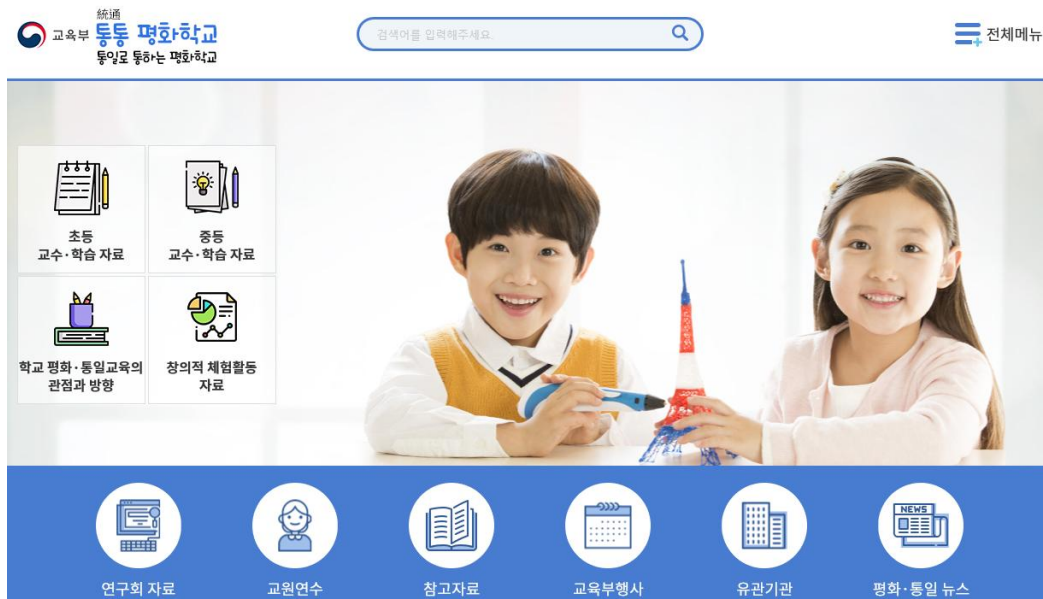 統通
교육부 통통 평화학교
통일로 통하는 평화학교
검색어를 입력해주세요.
전체메뉴
초등
교수·학습 자료
중등
교수·학습 자료
학교 평화·통일교육의
관점과 방향
창의적 체험활동
자료
NEWS
연구회 자료
교원연수
참고자료
교육부행사
유관기관
평화·통일 뉴스